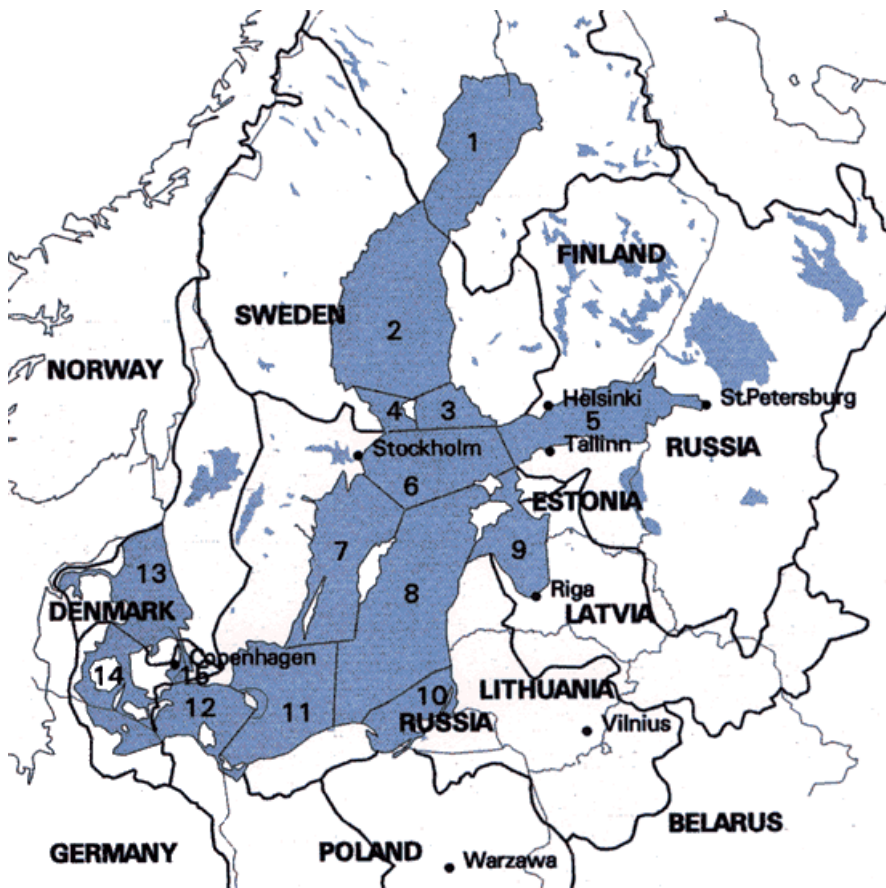 1
FINLAND
2
SWEDEN
NORWAY
4
3
Helsinki
5
St.Petersburg
Stockholm
Tallinn
RUSSIA
6
ESTONIA
7
9
13
8
Riga
DENMARK
LATVIA
Copenhagen
14
15
10
LITHUANIA
12
11
RUSSIA
Vilnius
BELARUS
GERMANY
POLAND
Warzawa